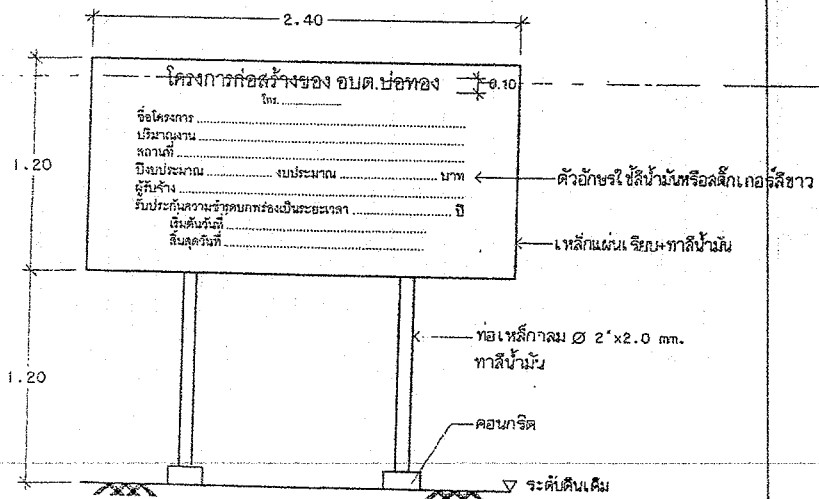 2.40
โครงการก่อสร้างของ อบต.บ่อทอง
0.10
โทร.
ชื่อโครงการ
ปริมาณงาน
สถานที่
1.20
ปีงบประมาณ งบประมาณ บาท
ตัวอักษรใช้สีน้ำมันหรือสติ๊กเกอร์สีขาว
ผู้รับจ้าง
รับประกันความชำรุดบกพร่องเป็นระยะเวลา ปี
เริ่มต้นวันที่
สิ้นสุดวันที่
เหล็กแผ่นเรียบ+ทาสีน้ำมัน
ท่อเหล็กกลม Ø 2"x2.0 mm.
ทาสีน้ำมัน
1.20
คอนกรีต
ระดับดินเดิม